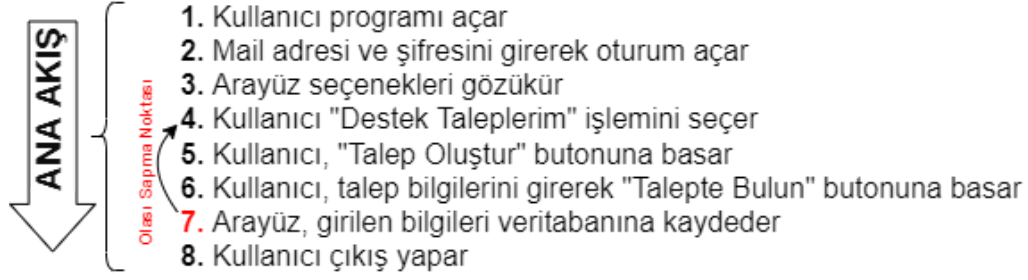 ANA AKIŞ
Olası Sapma Noktası
1. Kullanıcı programı açar
2. Mail adresi ve şifresini girerek oturum açar
3. Arayüz seçenekleri gözükür
4. Kullanıcı "Destek Taleplerim" işlemini seçer
5. Kullanıcı, "Talep Oluştur" butonuna basar
6. Kullanıcı, talep bilgilerini girerek "Talepte Bulun" butonuna basar
7. Arayüz, girilen bilgileri veritabanına kaydeder
8. Kullanıcı çıkış yapar